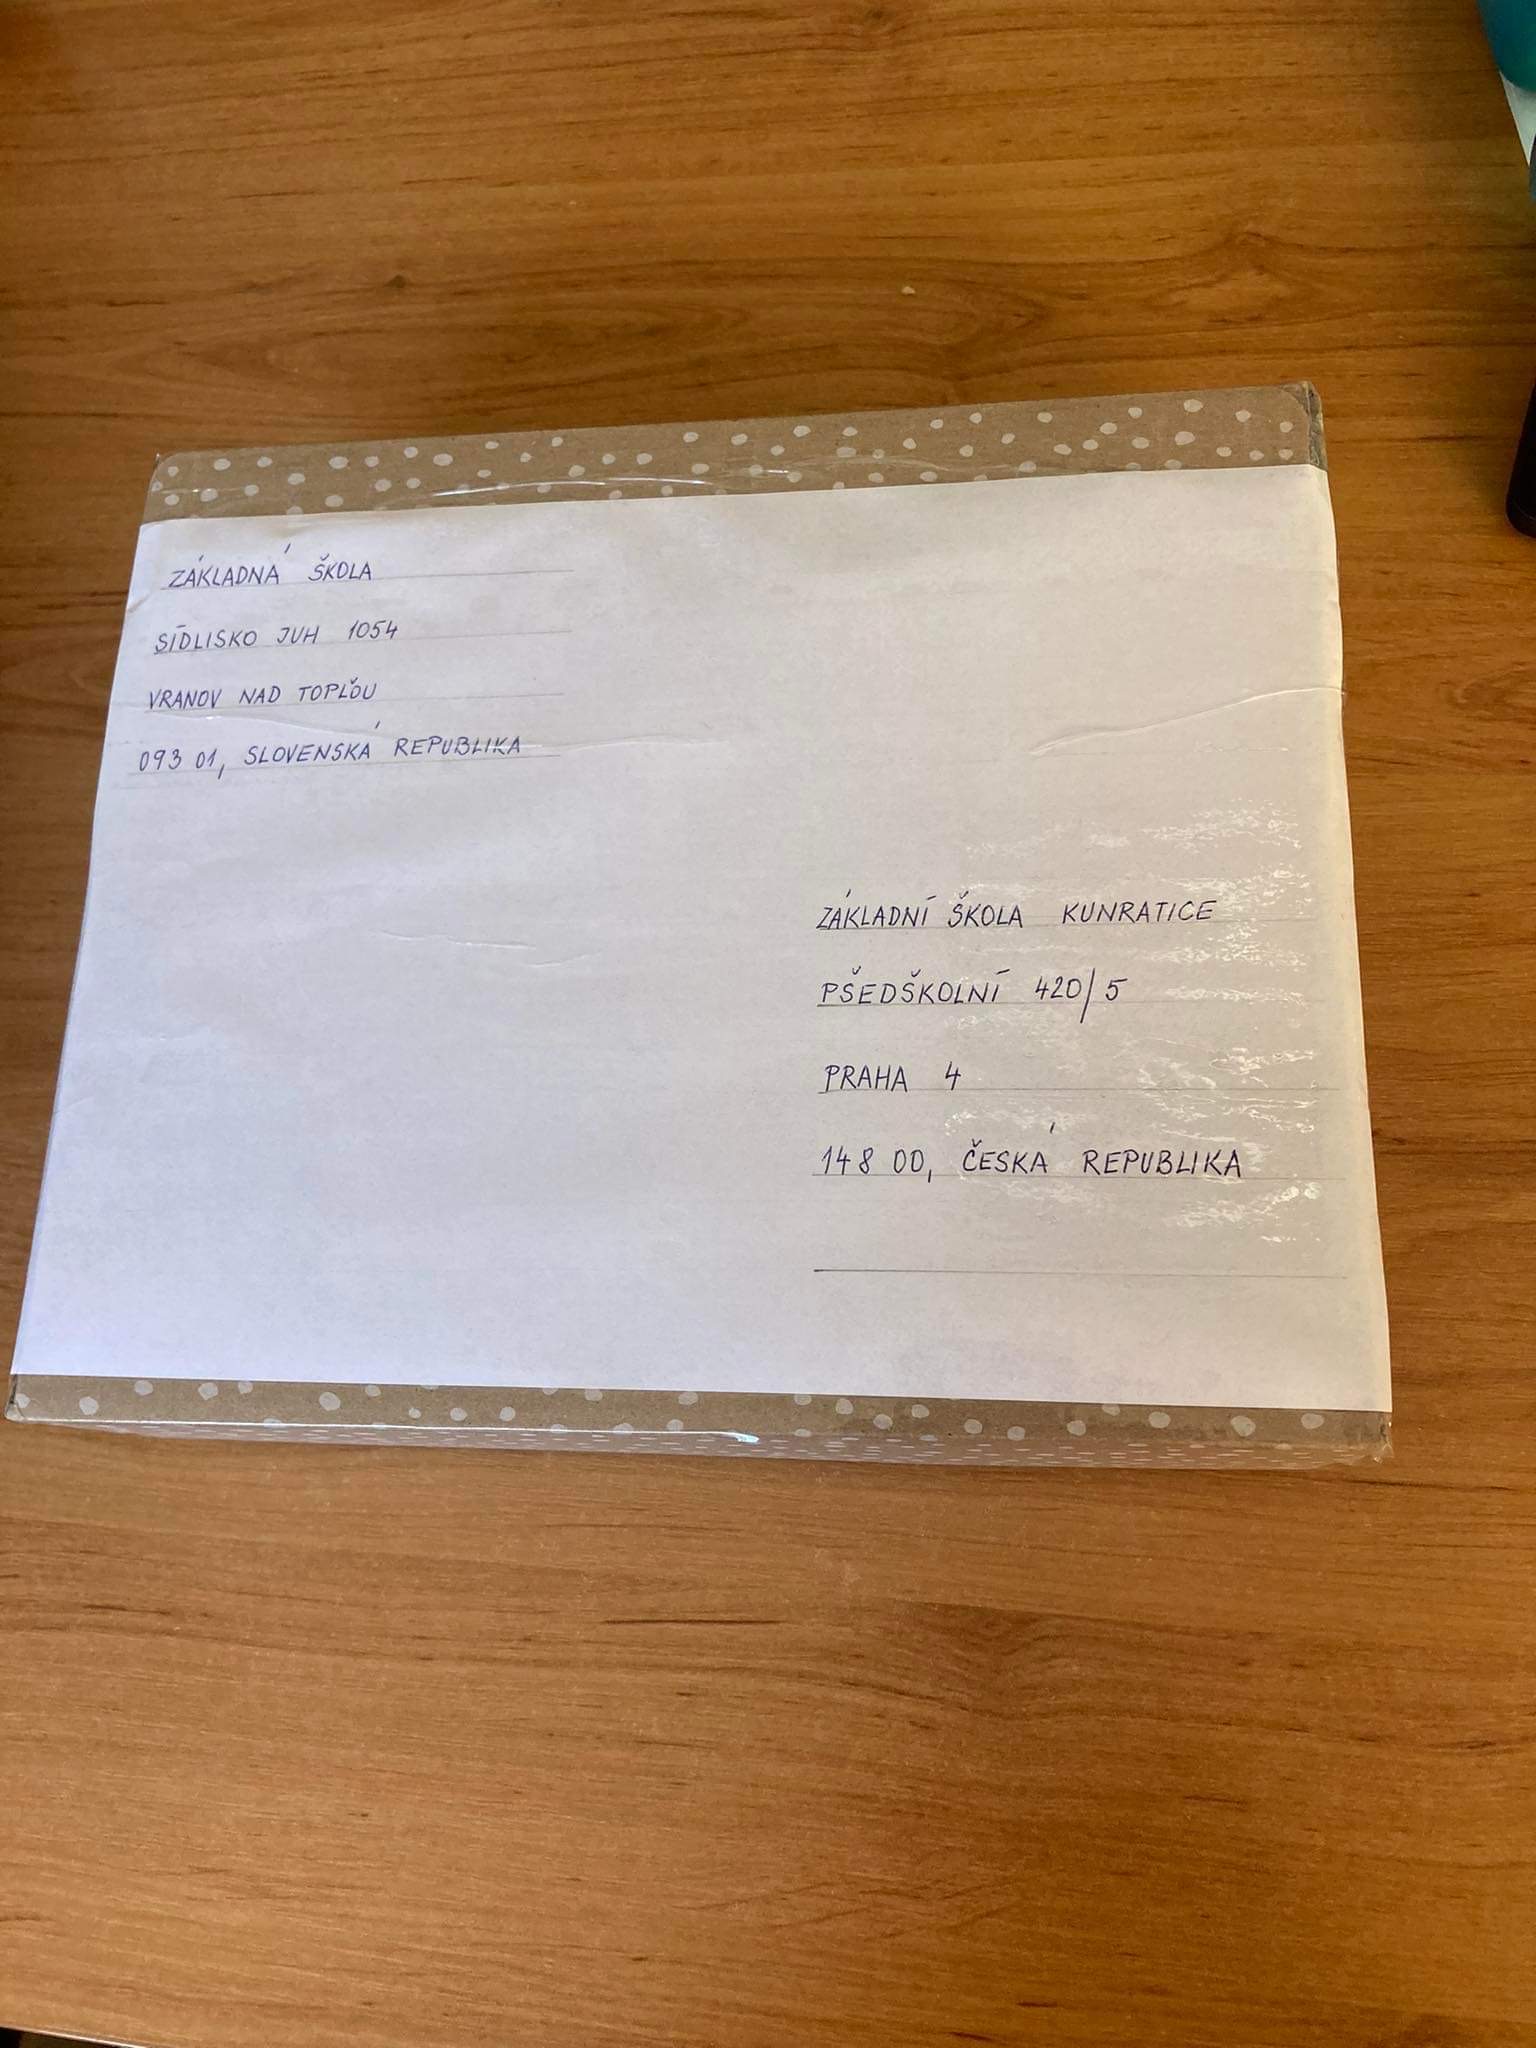 ZÁKLADNÁ ŠKOLA
SÍDLISKO JUH 1054
VRANOV NAD TOPĽOU
093 01, SLOVENSKÁ REPUBLIKA
ZÁKLADNÍ ŠKOLA KUNRATICE
PŠEDŠKOLNÍ 420/5
PRAHA 4
148 00, ČESKÁ REPUBLIKA